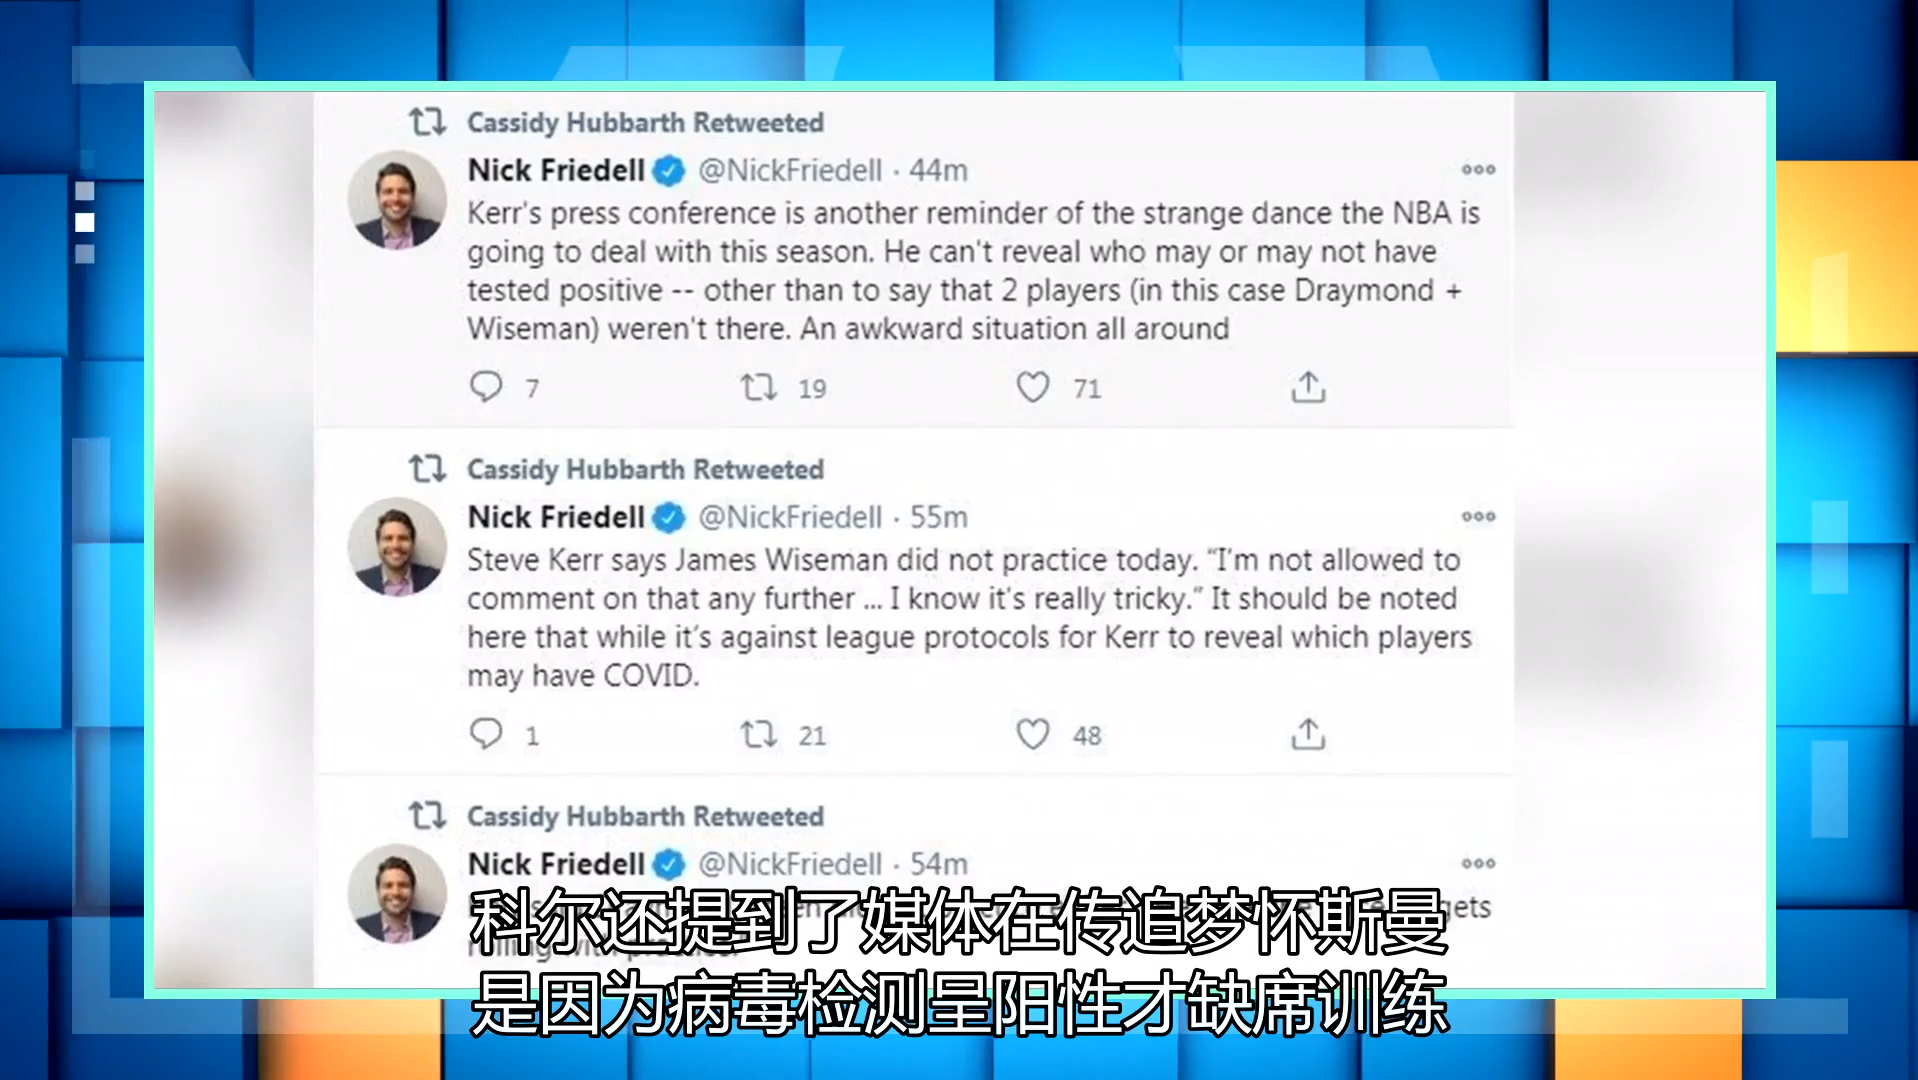 Cassidy Hubbarth Retweeted
Nick Friedell @NickFriedell · 44m
Kerr's press conference is another reminder of the strange dance the NBA is
going to deal with this season. He can't reveal who may or may not have
tested positive -- other than to say that 2 players (in this case Draymond +
Wiseman) weren't there. An awkward situation all around
7 19 71
Cassidy Hubbarth Retweeted
Nick Friedell @NickFriedell · 55m
Steve Kerr says James Wiseman did not practice today. “I’m not allowed to
comment on that any further ... I know it’s really tricky.” It should be noted
here that while it’s against league protocols for Kerr to reveal which players
may have COVID.
1 21 48
Cassidy Hubbarth Retweeted
Nick Friedell @NickFriedell · 54m
gets
科尔还提到了媒体在传追梦怀斯曼
是因为病毒检测呈阳性才缺席训练